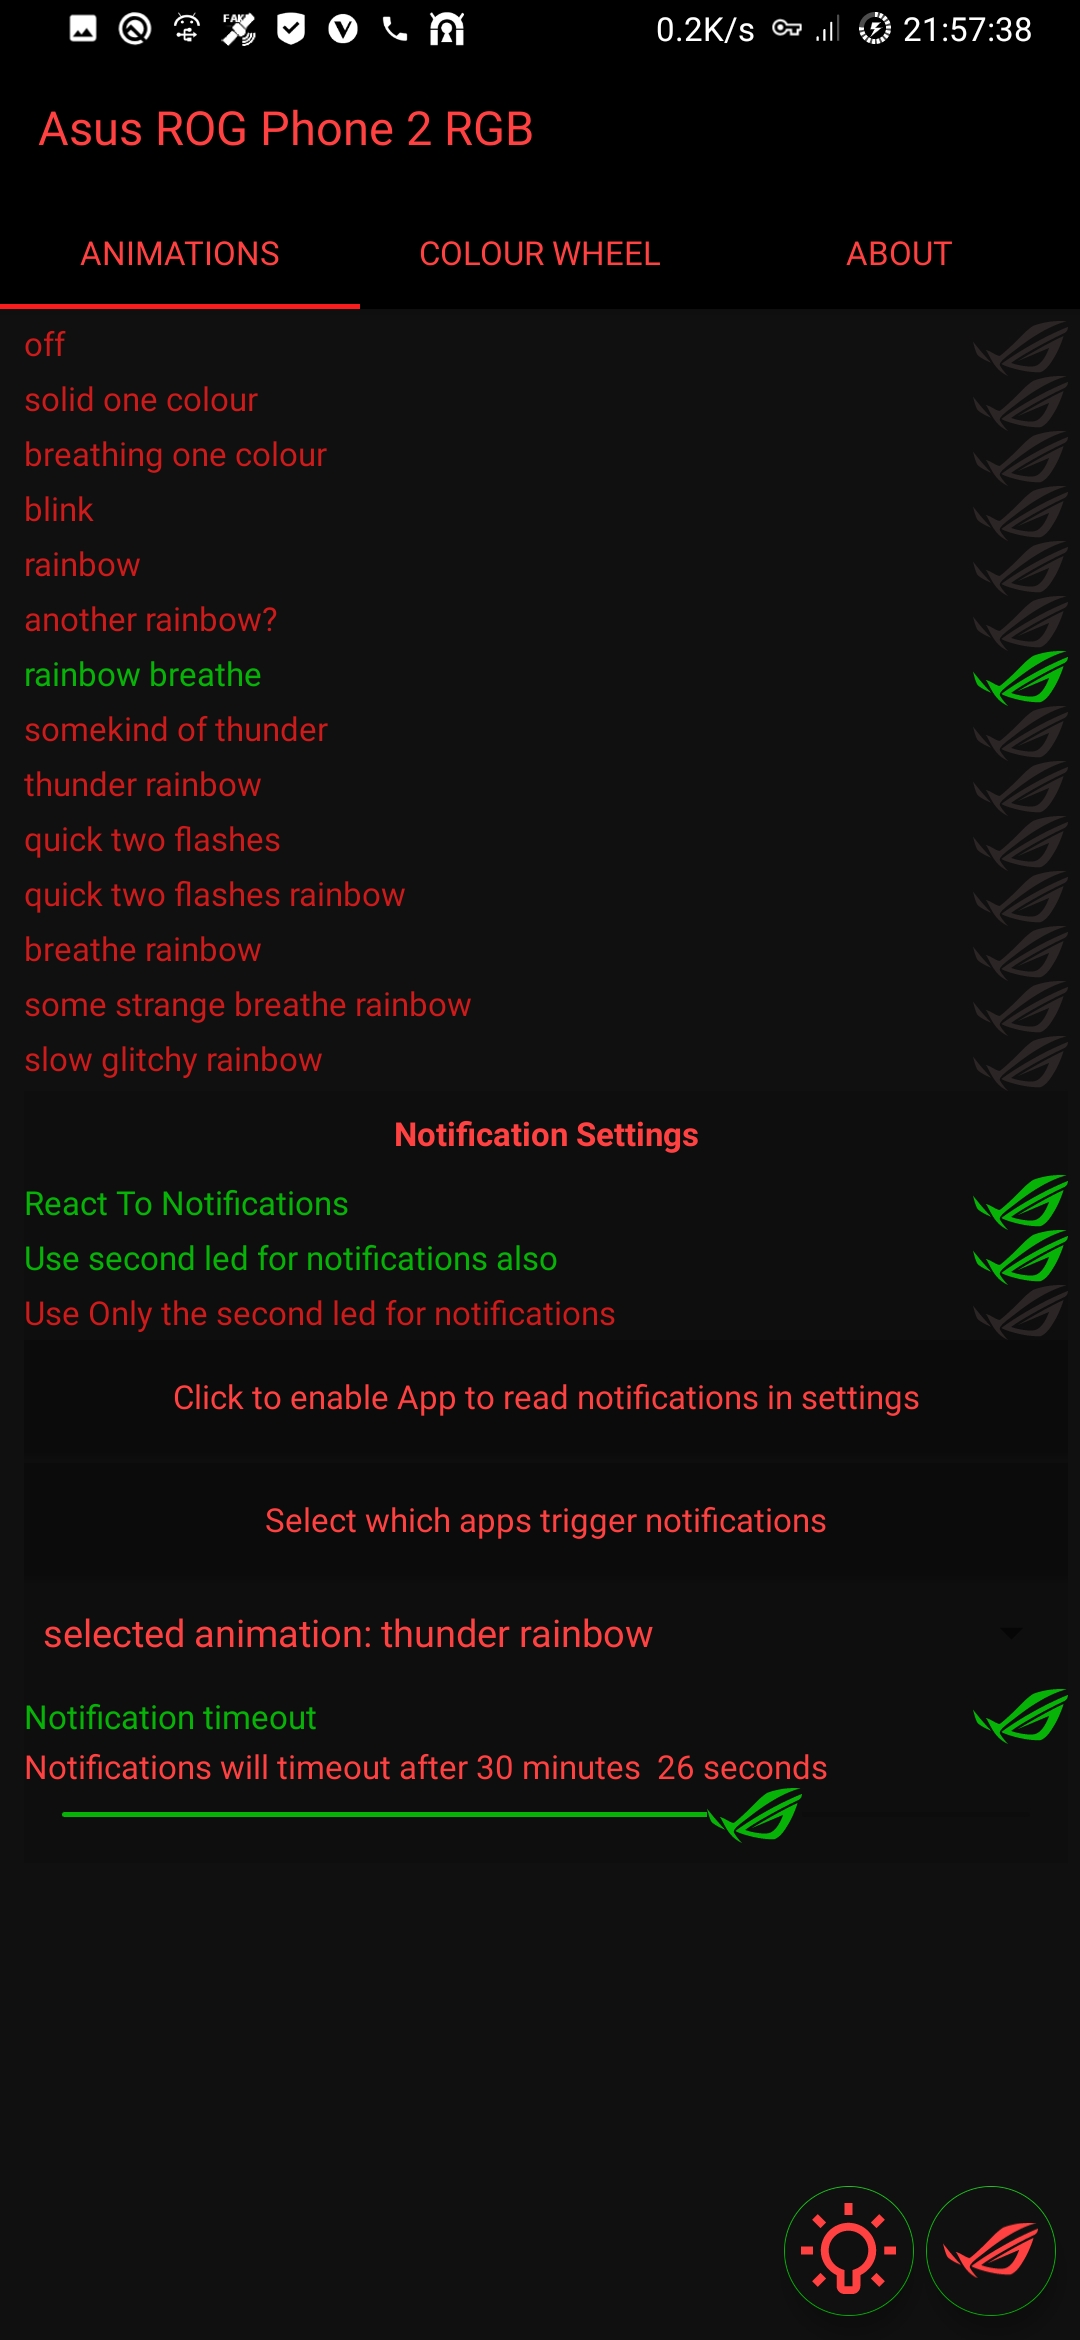 FAKE
0.2K/s
21:57:38
Asus ROG Phone 2 RGB
ANIMATIONS
COLOUR WHEEL
ABOUT
off
solid one colour
breathing one colour
blink
rainbow
another rainbow?
rainbow breathe
somekind of thunder
thunder rainbow
quick two flashes
quick two flashes rainbow
breathe rainbow
some strange breathe rainbow
slow glitchy rainbow
Notification Settings
React To Notifications
Use second led for notifications also
Use Only the second led for notifications
Click to enable App to read notifications in settings
Select which apps trigger notifications
selected animation: thunder rainbow
Notification timeout
Notifications will timeout after 30 minutes  26 seconds